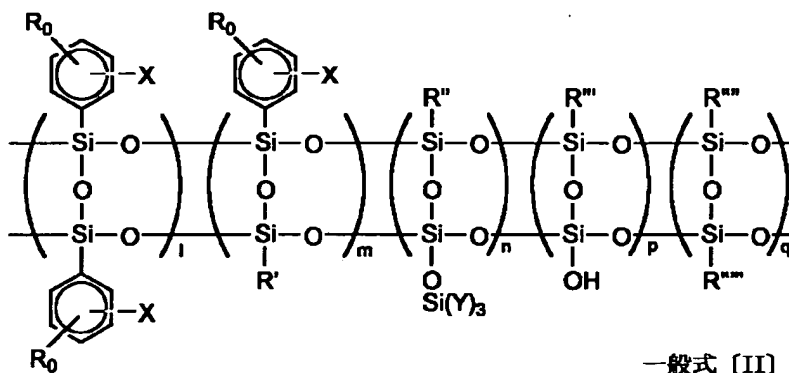 R₀ R₀
X X R" R"' R""
Si—O Si—O Si—O Si—O Si—O
O O O O O
Si—O Si—O Si—O Si—O Si—O
l m n p q
X R' O OH R""'
R₀ Si(Y)₃
一般式〔II〕